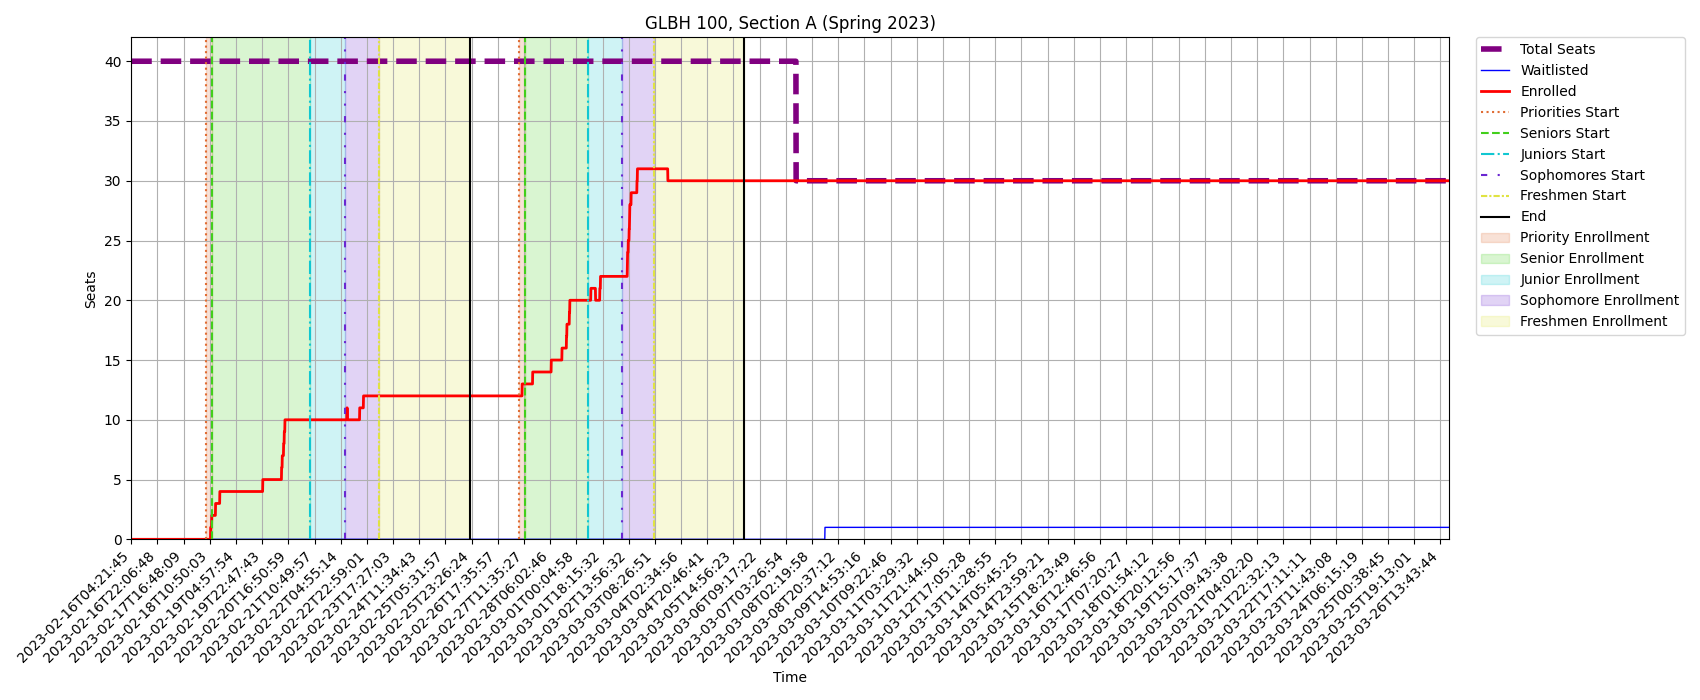 GLBH 100, Section A (Spring 2023)
Total Seats
Waitlisted
Enrolled
Priorities Start
Seniors Start
Juniors Start
Sophomores Start
Freshmen Start
End
Priority Enrollment
Senior Enrollment
Junior Enrollment
Sophomore Enrollment
Freshmen Enrollment
Seats
40
35
30
25
20
15
10
5
0
2023-02-16T04:21:45
2023-02-16T22:06:48
2023-02-17T16:48:09
2023-02-18T10:50:03
2023-02-19T04:57:54
2023-02-19T22:47:43
2023-02-20T16:50:59
2023-02-21T10:49:57
2023-02-22T04:55:14
2023-02-22T22:59:01
2023-02-23T17:27:03
2023-02-24T11:34:43
2023-02-25T05:31:57
2023-02-25T23:26:24
2023-02-26T17:35:57
2023-02-27T11:35:27
2023-02-28T06:02:46
2023-03-01T00:04:58
2023-03-01T18:15:32
2023-03-02T13:56:32
2023-03-03T08:26:51
2023-03-04T02:34:56
2023-03-04T20:46:41
2023-03-05T14:56:23
2023-03-06T09:17:22
2023-03-07T03:26:54
2023-03-08T02:19:58
2023-03-08T20:37:12
2023-03-09T14:53:16
2023-03-10T09:22:46
2023-03-11T03:29:32
2023-03-11T21:44:50
2023-03-12T17:05:28
2023-03-13T11:28:55
2023-03-14T05:45:25
2023-03-14T23:59:21
2023-03-15T18:23:49
2023-03-16T12:46:56
2023-03-17T07:20:27
2023-03-18T01:54:12
2023-03-18T20:12:56
2023-03-19T15:17:37
2023-03-20T09:43:38
2023-03-21T04:02:20
2023-03-21T22:32:13
2023-03-22T17:11:11
2023-03-23T11:43:08
2023-03-24T06:15:19
2023-03-25T00:38:45
2023-03-25T19:13:01
2023-03-26T13:43:44
Time